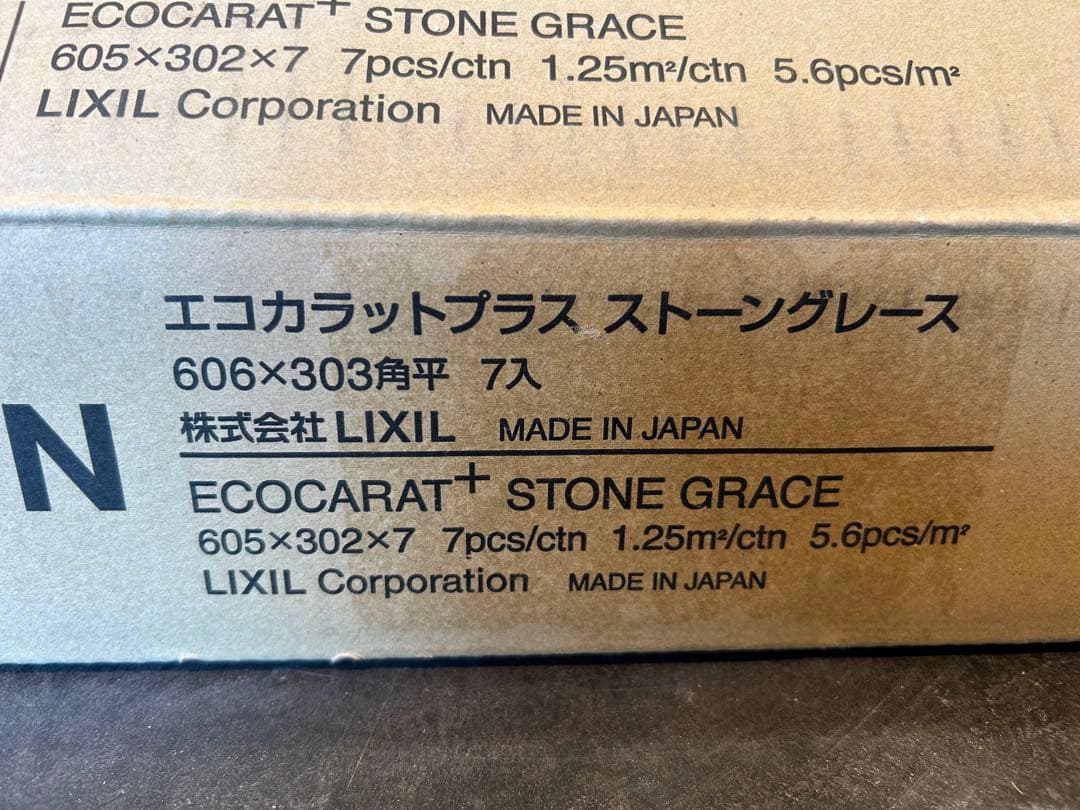 ECOCARAT+ STONE GRACE
605×302×7 7pcs/ctn 1.25m²/ctn 5.6pcs/m²
LIXIL Corporation MADE IN JAPAN
エコカラットプラス ストーングレース
606×303角平 7入
株式会社 LIXIL MADE IN JAPAN
N
ECOCARAT+ STONE GRACE
605×302×7 7pcs/ctn 1.25m²/ctn 5.6pcs/m²
LIXIL Corporation MADE IN JAPAN